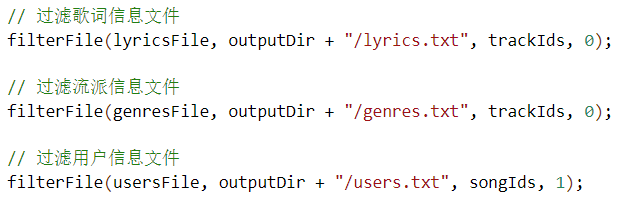 // 过滤歌词信息文件
filterFile(lyricsFile, outputDir + "/lyrics.txt", trackIds, 0);
// 过滤流派信息文件
filterFile(genresFile, outputDir + "/genres.txt", trackIds, 0);
// 过滤用户信息文件
filterFile(usersFile, outputDir + "/users.txt", songIds, 1);